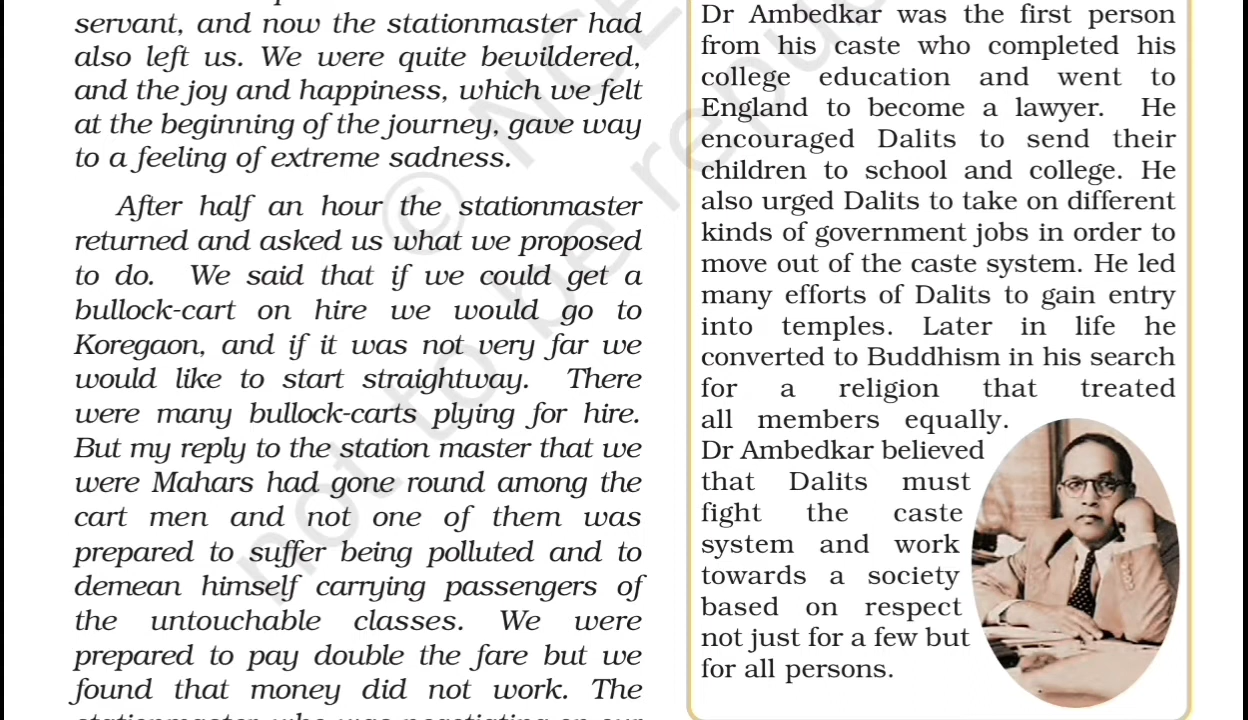 servant, and now the stationmaster had
also left us. We were quite bewildered,
and the joy and happiness, which we felt
at the beginning of the journey, gave way
to a feeling of extreme sadness.
After half an hour the stationmaster
returned and asked us what we proposed
to do. We said that if we could get a
bullock-cart on hire we would go to
Koregaon, and if it was not very far we
would like to start straightway. There
were many bullock-carts plying for hire.
But my reply to the station master that we
were Mahars had gone round among the
cart men and not one of them was
prepared to suffer being polluted and to
demean himself carrying passengers of
the untouchable classes. We were
prepared to pay double the fare but we
found that money did not work. The
stationmaster who was negotiating on our
Dr Ambedkar was the first person
from his caste who completed his
college education and went to
England to become a lawyer. He
encouraged Dalits to send their
children to school and college. He
also urged Dalits to take on different
kinds of government jobs in order to
move out of the caste system. He led
many efforts of Dalits to gain entry
into temples. Later in life he
converted to Buddhism in his search
for a religion that treated
all members equally.
Dr Ambedkar believed
that Dalits must
fight the caste
system and work
towards a society
based on respect
not just for a few but
for all persons.
© NCE
not to be repu